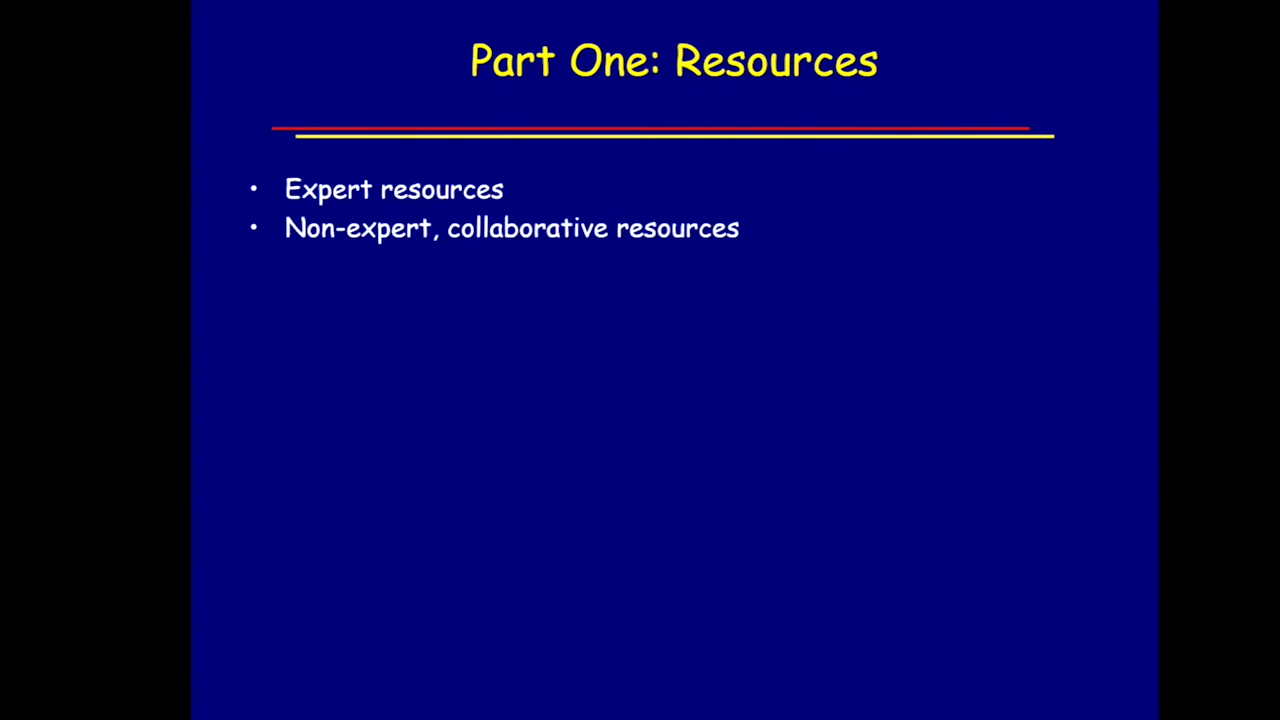 Part One: Resources
• Expert resources
• Non-expert, collaborative resources